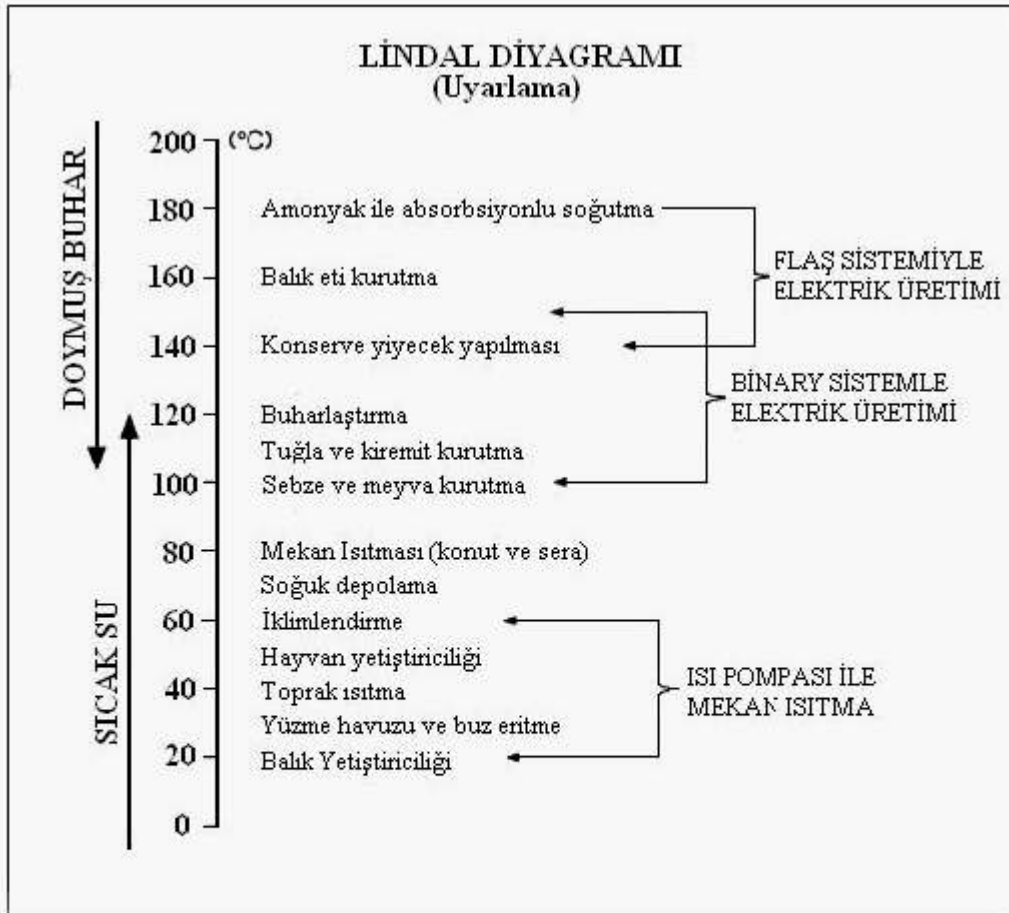 LİNDAL DİYAGRAMI
(Uyarlama)
DOYMUŞ BUHAR
SICAK SU
200 (°C)
180 Amonyak ile absorbsiyonlu soğutma
160 Balık eti kurutma
140 Konserve yiyecek yapılması
120 Buharlaştırma
Tuğla ve kiremit kurutma
100 Sebze ve meyva kurutma
80 Mekan Isıtması (konut ve sera)
Soğuk depolama
60 İklimlendirme
Hayvan yetiştiriciliği
40 Toprak ısıtma
Yüzme havuzu ve buz eritme
20 Balık Yetiştiriciliği
0
FLAŞ SİSTEMİYLE
ELEKTRİK ÜRETİMİ
BİNARY SİSTEMLE
ELEKTRİK ÜRETİMİ
ISI POMPASI İLE
MEKAN ISITMA